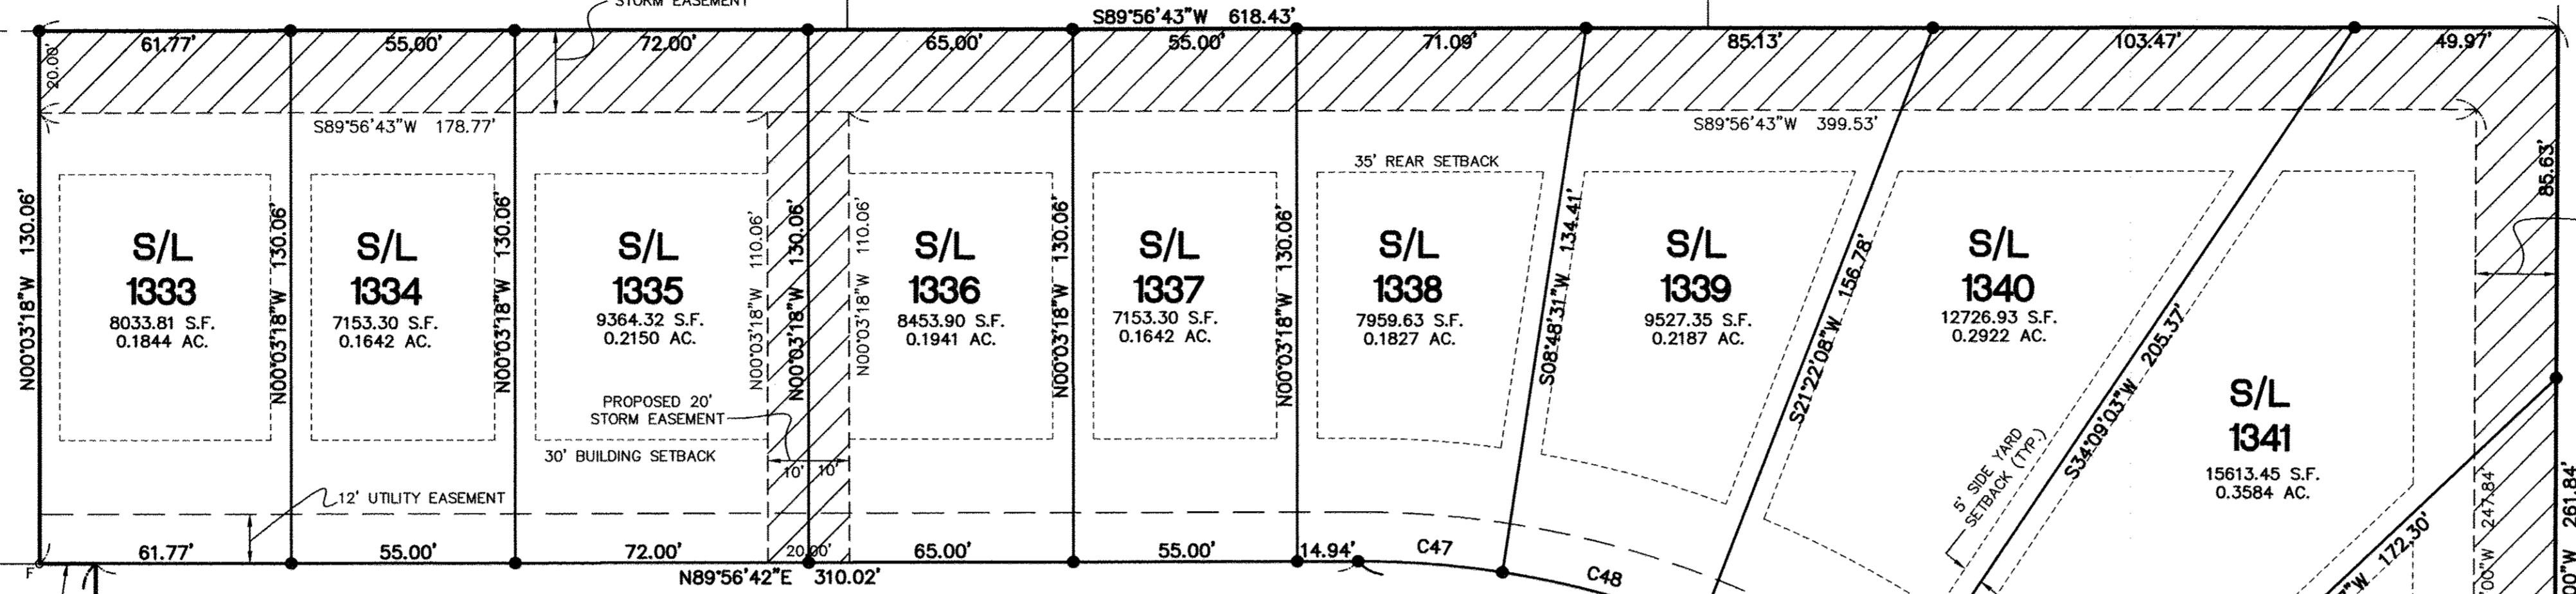 STORM EASEMENT
S89°56'43"W 618.43'
61.77'
55.00'
72.00'
65.00'
55.00'
71.09'
85.13'
103.47'
49.97'
20.00'
S89°56'43"W 178.77'
S89°56'43"W 399.53'
35' REAR SETBACK
85.63'
N00°03'18"W 130.06'
S/L
1333
8033.81 S.F.
0.1844 AC.
N00°03'18"W 130.06'
S/L
1334
7153.30 S.F.
0.1642 AC.
N00°03'18"W 130.06'
S/L
1335
9364.32 S.F.
0.2150 AC.
N00°03'18"W 110.06'
N00°03'18"W 130.06'
N00°03'18"W 110.06'
S/L
1336
8453.90 S.F.
0.1941 AC.
N00°03'18"W 130.06'
S/L
1337
7153.30 S.F.
0.1642 AC.
N00°03'18"W 130.06'
S/L
1338
7959.63 S.F.
0.1827 AC.
S08°48'31"W 134.41'
S/L
1339
9527.35 S.F.
0.2187 AC.
S21°22'08"W 156.78'
S/L
1340
12726.93 S.F.
0.2922 AC.
S34°09'03"W 205.37'
S/L
1341
15613.45 S.F.
0.3584 AC.
PROPOSED 20'
STORM EASEMENT
30' BUILDING SETBACK
10' 10'
5' SIDE YARD
SETBACK (TYP.)
12' UTILITY EASEMENT
"W 172.30'
00"W 247.84'
00"W 261.84'
61.77'
55.00'
72.00'
20.00'
65.00'
55.00'
14.94'
C47
C48
F
N89°56'42"E 310.02'